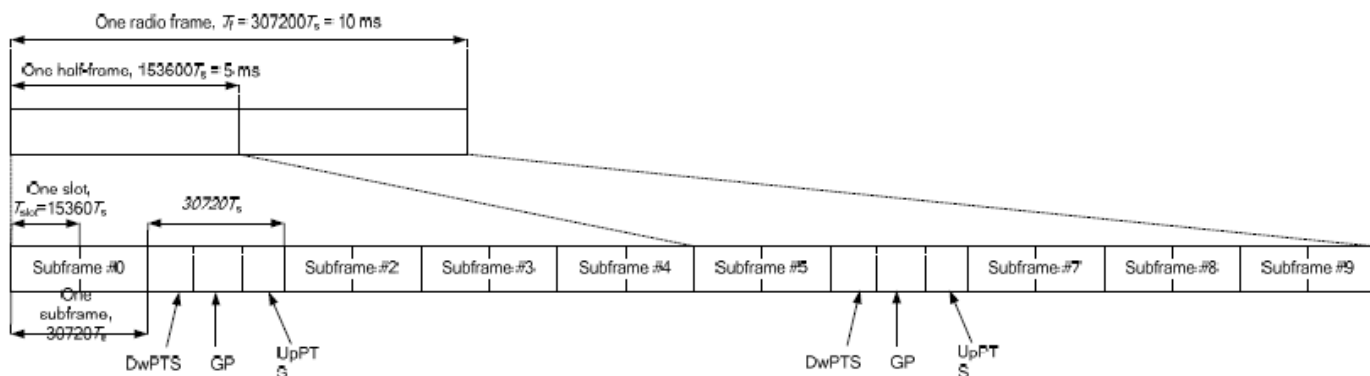 One radio frame, Tf = 307200Ts = 10 ms
One half-frame, 153600Ts = 5 ms
One slot,
Tslot=15360Ts
30720Ts
Subframe #0
Subframe #2
Subframe #3
Subframe #4
Subframe #5
Subframe #7
Subframe #8
Subframe #9
One
subframe,
30720Ts
DwPTS
GP
UpPT
S
DwPTS
GP
UpPT
S